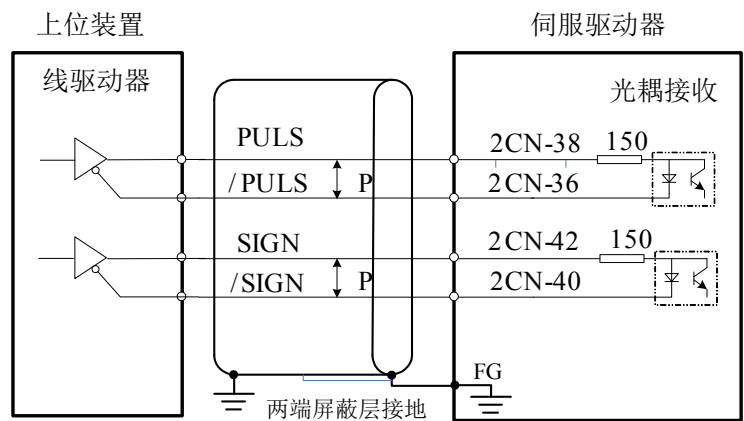 上位装置
伺服驱动器
线驱动器
光耦接收
PULS
2CN-38
150
/PULS
P
2CN-36
SIGN
2CN-42
150
/SIGN
P
2CN-40
FG
两端屏蔽层接地